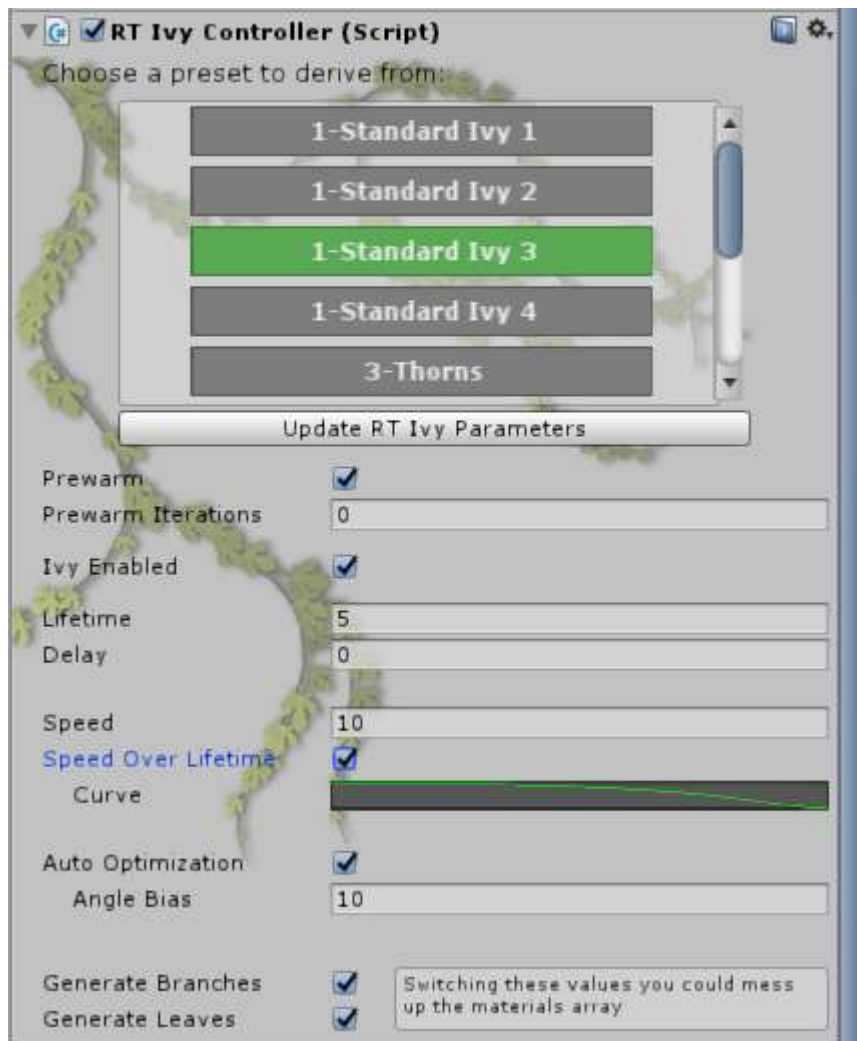 RT Ivy Controller (Script)
Choose a preset to derive from:
1-Standard Ivy 1
1-Standard Ivy 2
1-Standard Ivy 3
1-Standard Ivy 4
3-Thorns
Update RT Ivy Parameters
Prewarm
Prewarm Iterations 0
Ivy Enabled
Lifetime 5
Delay 0
Speed 10
Speed Over Lifetime
Curve
Auto Optimization
Angle Bias 10
Generate Branches
Generate Leaves
Switching these values you could mess
up the materials array